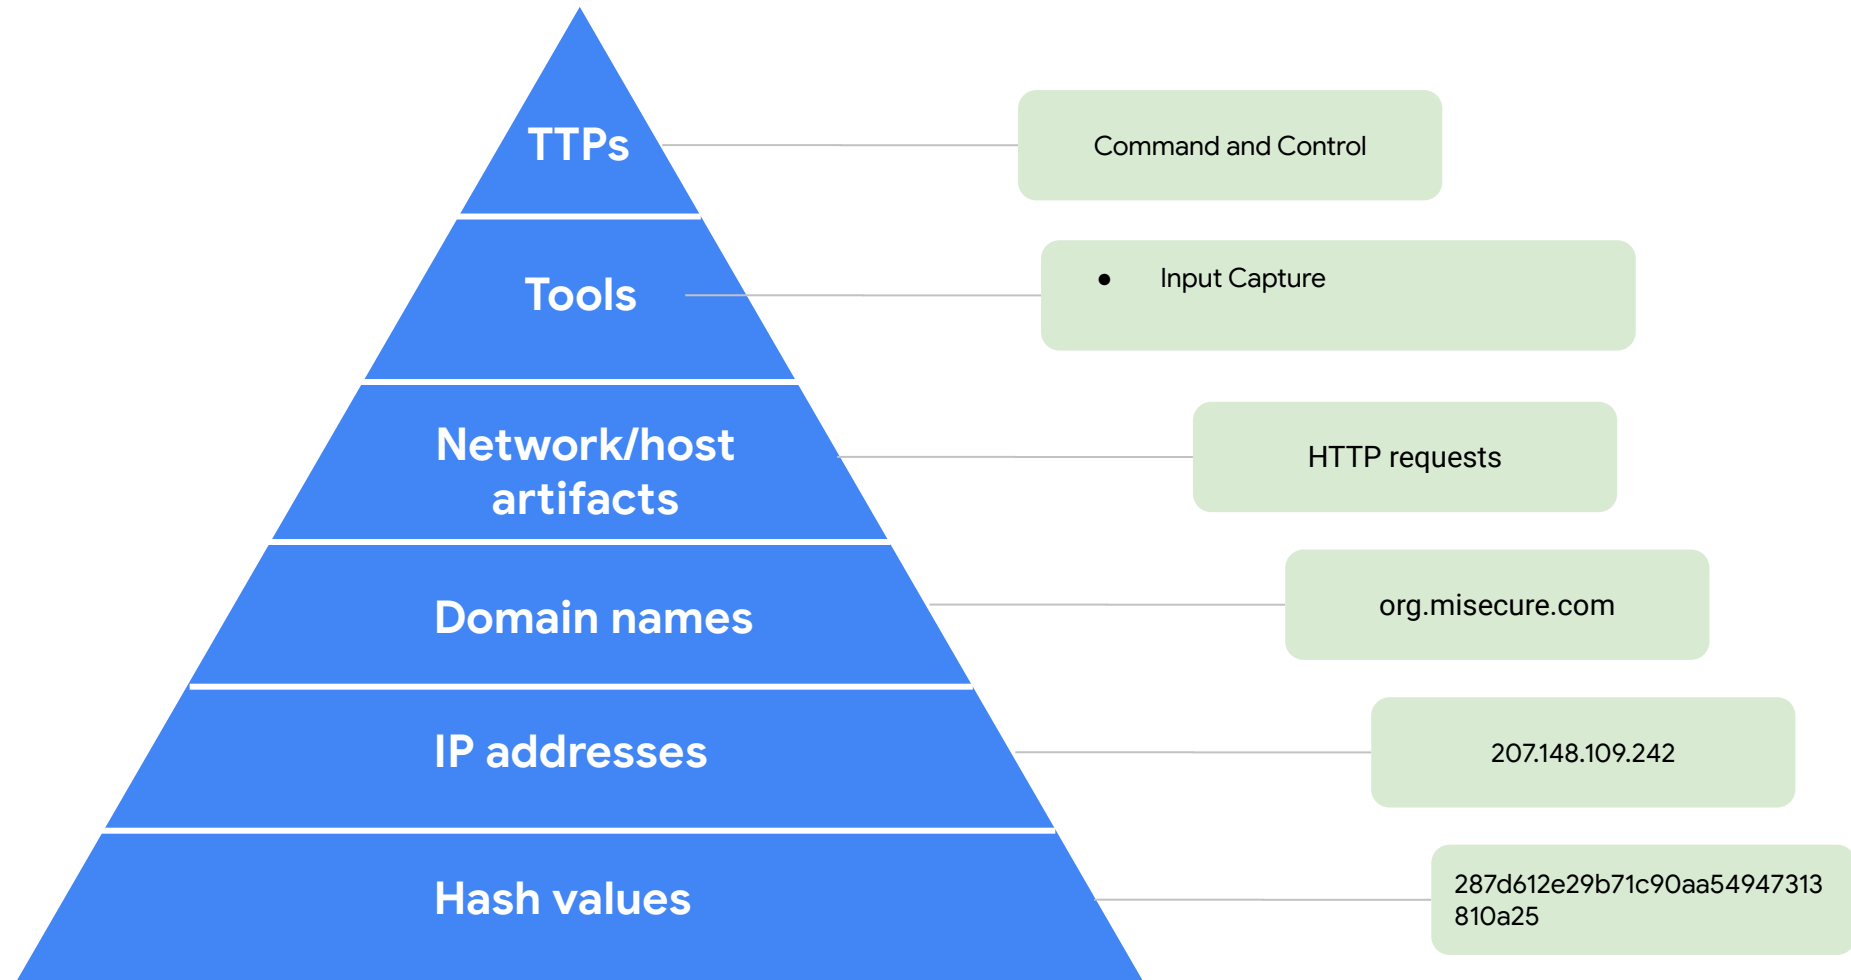 TTPs
Command and Control
Tools
● Input Capture
Network/host
artifacts
HTTP requests
Domain names
org.misecure.com
IP addresses
207.148.109.242
Hash values
287d612e29b71c90aa54947313
810a25